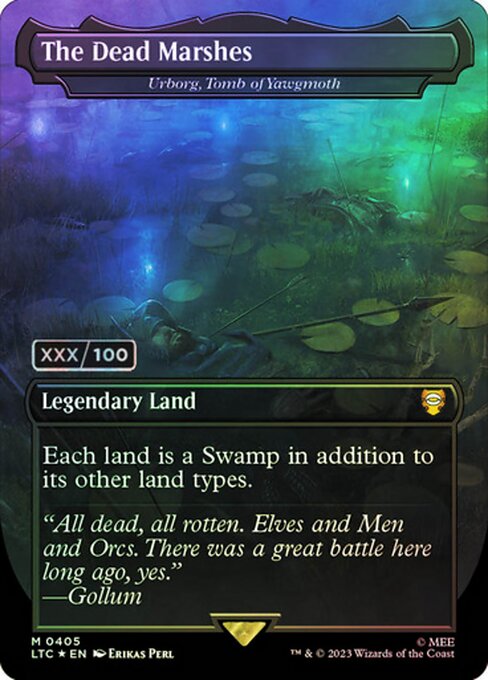 The Dead Marshes
Urborg, Tomb of Yawgmoth
XXX/100
Legendary Land
Each land is a Swamp in addition to
its other land types.
“All dead, all rotten. Elves and Men
and Orcs. There was a great battle here
long ago, yes.”
—Gollum
M 0405
© MEE
LTC ★ EN Erikas Perl
™ & © 2023 Wizards of the Coast